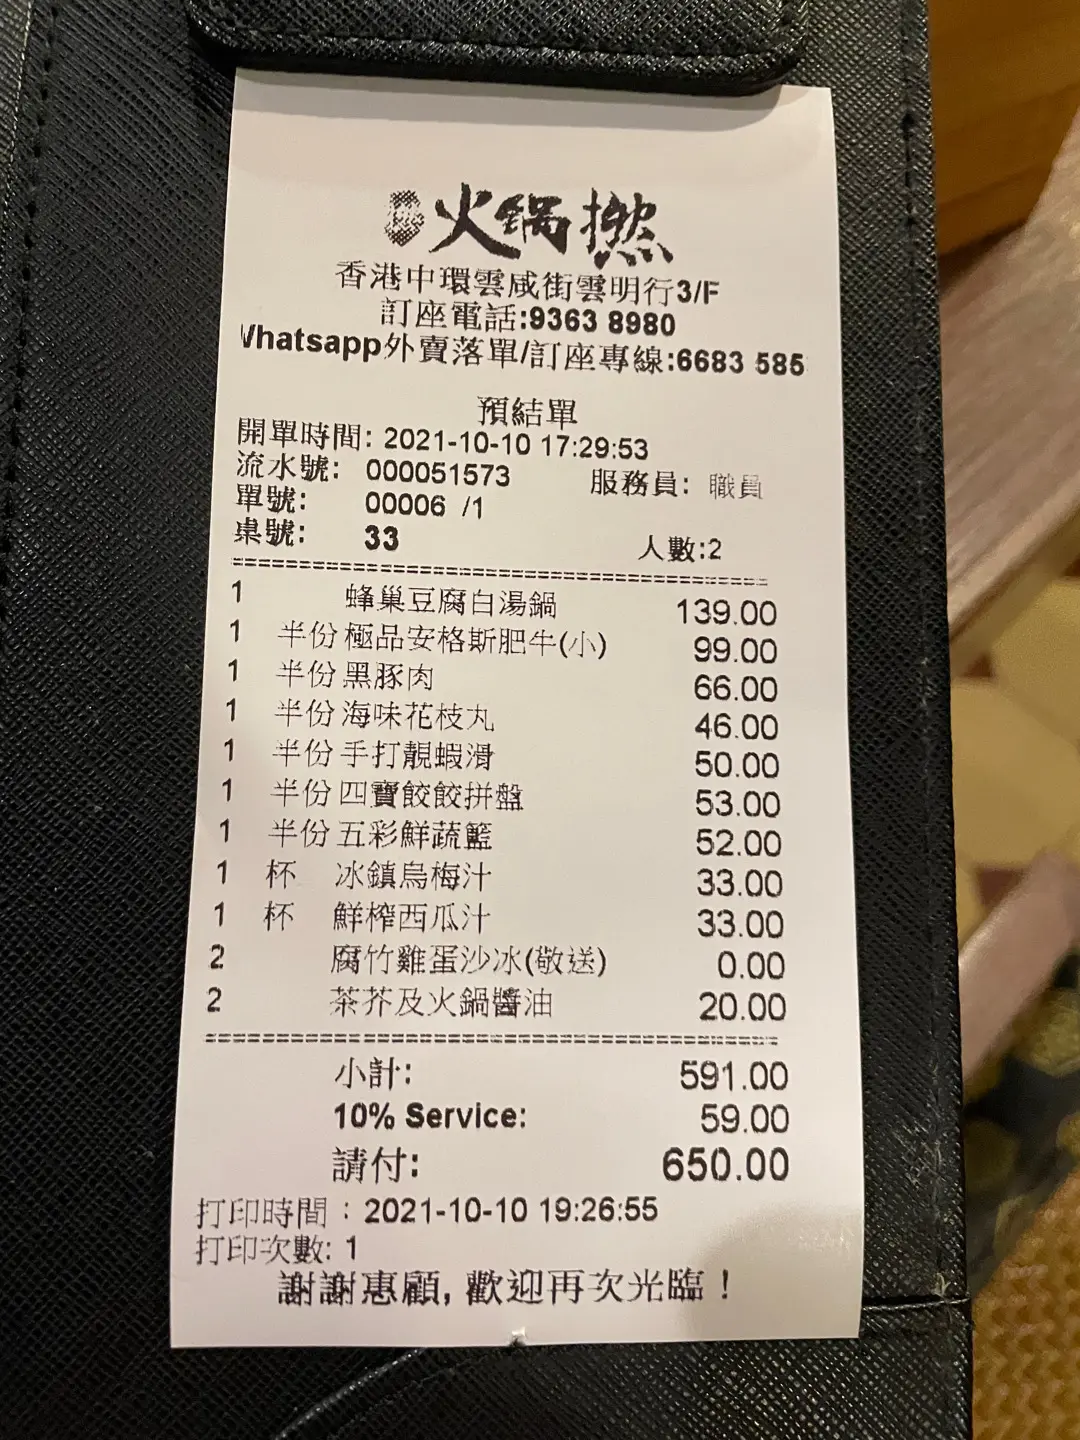 火鍋撚
香港中環雲咸街雲明行3/F
訂座電話:9363 8980
Whatsapp外賣落單/訂座專線:6683 585
預結單
開單時間: 2021-10-10 17:29:53
流水號: 000051573 服務員: 職員
單號: 00006 /1
桌號: 33 人數:2
1 蜂巢豆腐白湯鍋 139.00
1 半份 極品安格斯肥牛(小) 99.00
1 半份 黑豚肉 66.00
1 半份 海味花枝丸 46.00
1 半份 手打靚蝦滑 50.00
1 半份 四寶餃餃拼盤 53.00
1 半份 五彩鮮蔬籃 52.00
1 杯 冰鎮烏梅汁 33.00
1 杯 鮮榨西瓜汁 33.00
2 腐竹雞蛋沙冰(敬送) 0.00
2 茶芥及火鍋醬油 20.00
小計: 591.00
10% Service: 59.00
請付: 650.00
打印時間 : 2021-10-10 19:26:55
打印次數: 1
謝謝惠顧, 歡迎再次光臨！